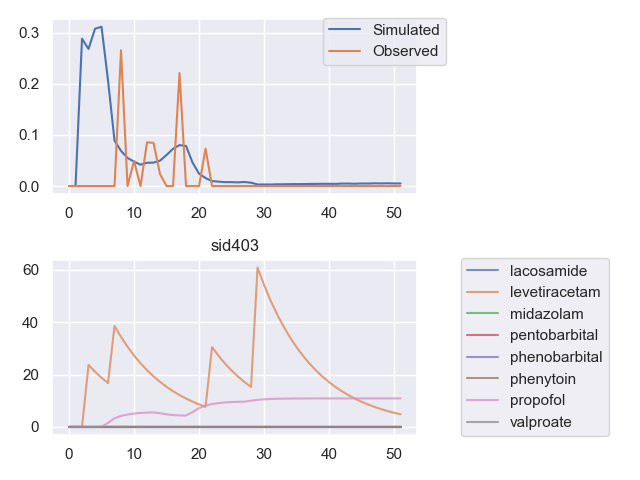 0.3
0.2
0.1
0.0
0 10 20 30 40 50
Simulated
Observed
sid403
60
40
20
0
0 10 20 30 40 50
lacosamide
levetiracetam
midazolam
pentobarbital
phenobarbital
phenytoin
propofol
valproate